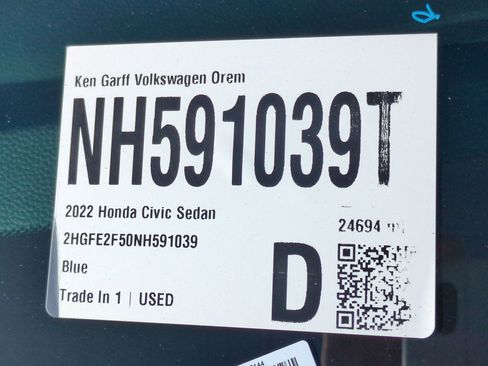 Ken Garff Volkswagen Orem
NH591039T
2022 Honda Civic Sedan
24694
2HGFE2F50NH591039
Blue
D
Trade In 1 | USED